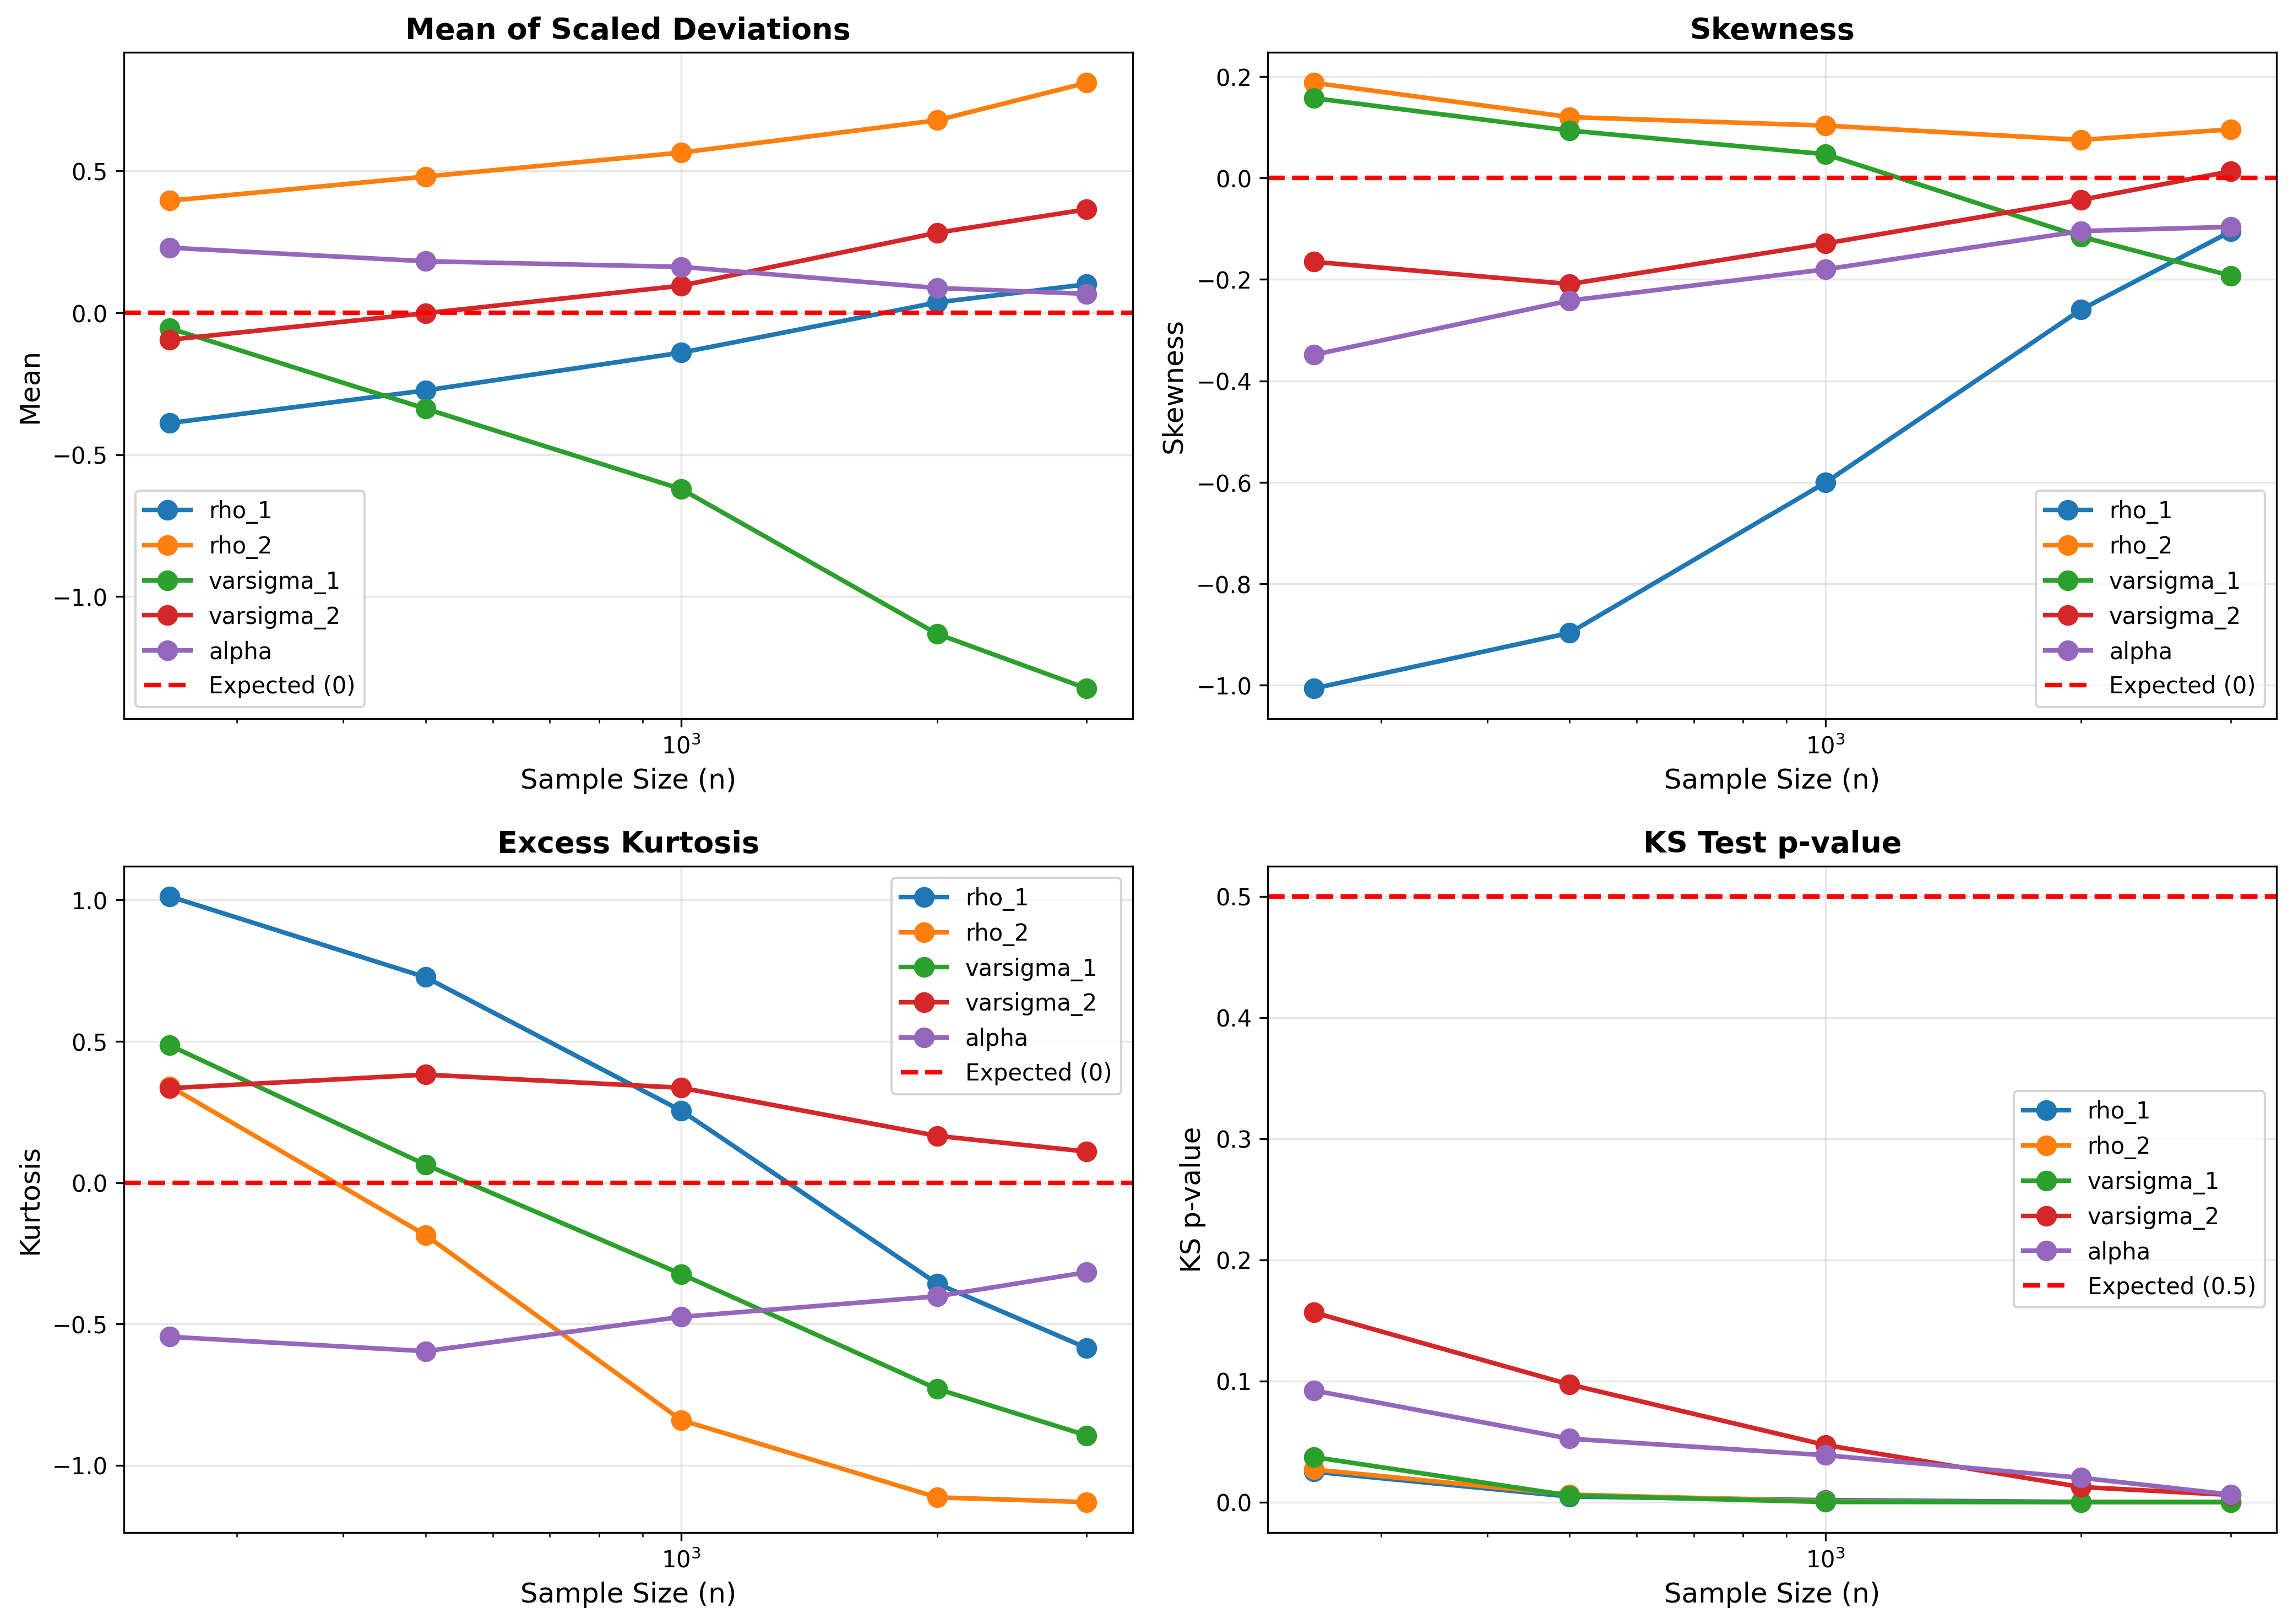 Mean of Scaled Deviations
Mean
0.5
0.0
−0.5
−1.0
rho_1
rho_2
varsigma_1
varsigma_2
alpha
Expected (0)
10³
Sample Size (n)
Skewness
Skewness
0.2
0.0
−0.2
−0.4
−0.6
−0.8
−1.0
rho_1
rho_2
varsigma_1
varsigma_2
alpha
Expected (0)
10³
Sample Size (n)
Excess Kurtosis
Kurtosis
1.0
0.5
0.0
−0.5
−1.0
rho_1
rho_2
varsigma_1
varsigma_2
alpha
Expected (0)
10³
Sample Size (n)
KS Test p-value
KS p-value
0.5
0.4
0.3
0.2
0.1
0.0
rho_1
rho_2
varsigma_1
varsigma_2
alpha
Expected (0.5)
10³
Sample Size (n)